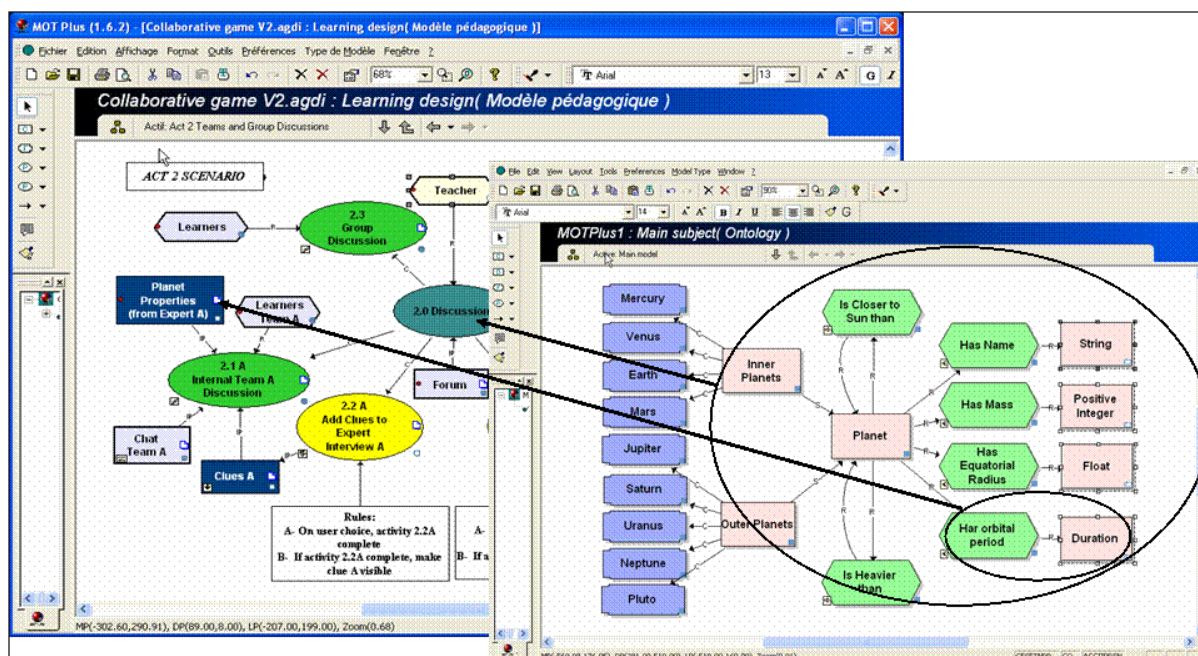 MOT Plus (1.6.2) - [Collaborative game V2.agdi : Learning design( Modèle pédagogique )]
Fichier Edition Affichage Format Outils Préférences Type de Modèle Fenêtre ?
68%
Arial
13
G I
Collaborative game V2.agdi : Learning design( Modèle pédagogique )
Actif: Act 2 Teams and Group Discussions
ACT 2 SCENARIO
Teacher
Learners
R
2.3
Group
Discussion
R
C
Planet
Properties
(from Expert A)
Learners
Team A
2.0 Discussion
IP
R
C
C
IP
2.1 A
Internal Team A
Discussion
Forum
2.2 A
Add Clues to
Expert
Interview A
IP
IP
Chat
Team A
Clues A
IP
Rules:
A- On user choice, activity 2.2A
complete
B- If activity 2.2A complete, make
clue A visible
A-
B- If a
MP(-302.60,290.91), DP(89.00,8.00), LP(-207.00,199.00), Zoom(0.68)
File Edit View Layout Tools Preferences Model Type Window ?
90%
Arial
14
B I U
G
MOTPlus1 : Main subject( Ontology )
Active: Main model
Mercury
Venus
Earth
Mars
Jupiter
Saturn
Uranus
Neptune
Pluto
C
C
C
C
C
C
C
C
Inner
Planets
Outer Planets
S
S
Is Closer to
Sun than
R
R
Planet
R
R
Is Heavier
than
R
R
R
R
Has Name
R
String
Has Mass
R
Positive
Integer
Has
Equatorial
Radius
R
Float
Har orbital
period
R
Duration